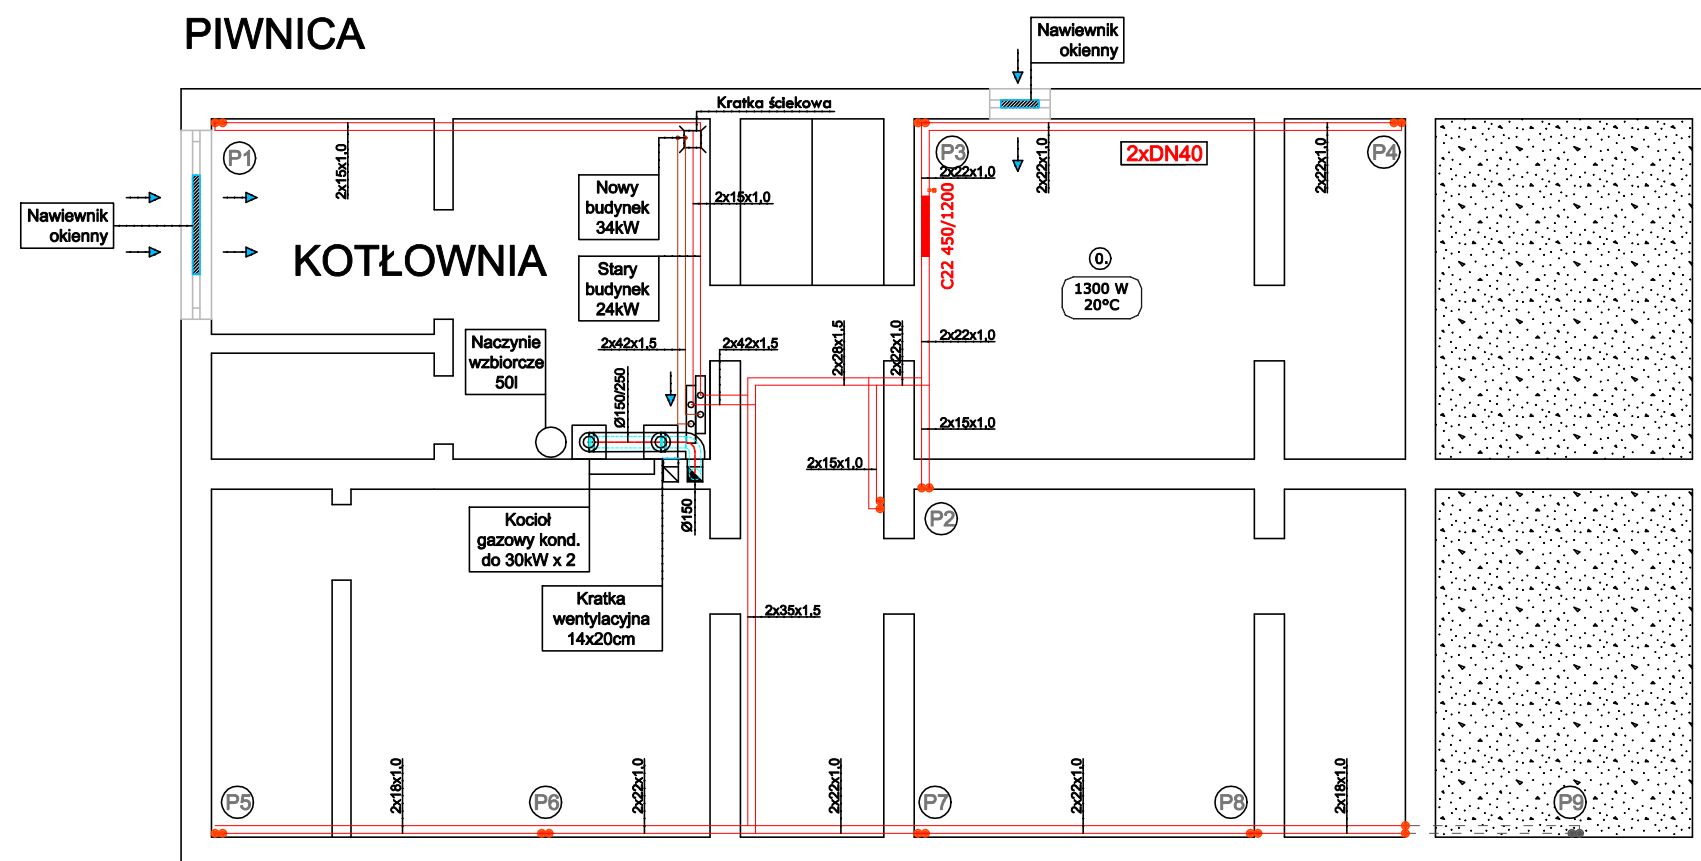 PIWNICA
Nawiewnik
okienny
Kratka ściekowa
P1
2x15x1,0
Nowy
budynek
34kW
2x15x1,0
P3
2x22x1,0
2x22x1,0
2xDN40
2x22x1,0
P4
Nawiewnik
okienny
KOTŁOWNIA
Stary
budynek
24kW
C22 450/1200
0.
1300 W
20°C
Naczynie
wzbiorcze
50l
2x42x1,5
2x42x1,5
2x28x1,5
2x22x1,0
2x22x1,0
Ø150/250
2x15x1,0
2x15x1,0
Ø150
P2
Kocioł
gazowy kond.
do 30kW x 2
Kratka
wentylacyjna
14x20cm
2x35x1,5
P5
2x18x1,0
P6
2x22x1,0
2x22x1,0
P7
2x22x1,0
P8
2x18x1,0
P9